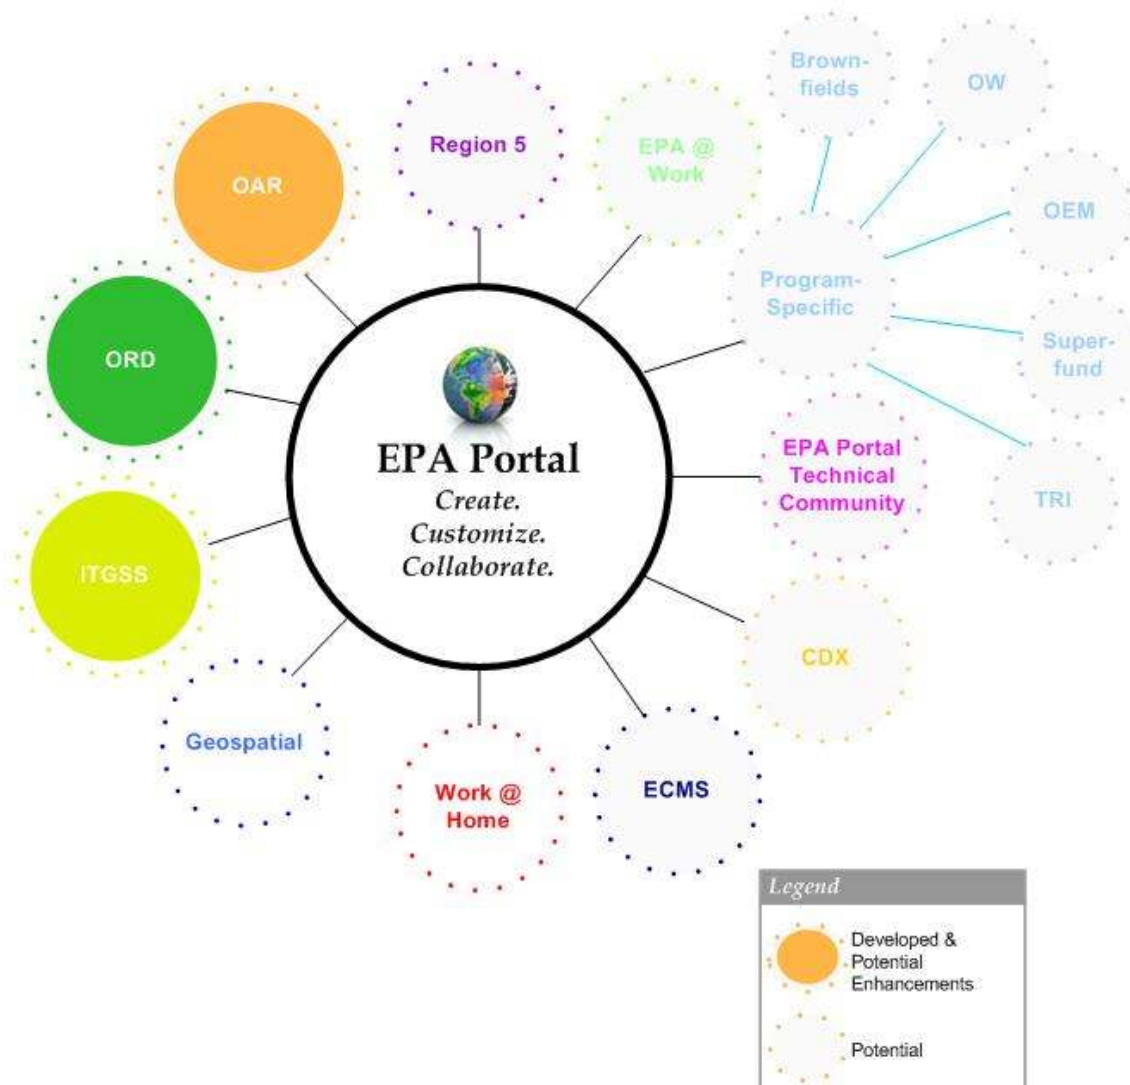 Brown-
fields
OW
Region 5
EPA @
Work
OAR
OEM
Program-
Specific
ORD
Super-
fund
EPA Portal
Create.
Customize.
Collaborate.
EPA Portal
Technical
Community
TRI
ITGSS
CDX
Geospatial
Work @
Home
ECMS
Legend
Developed &
Potential
Enhancements
Potential